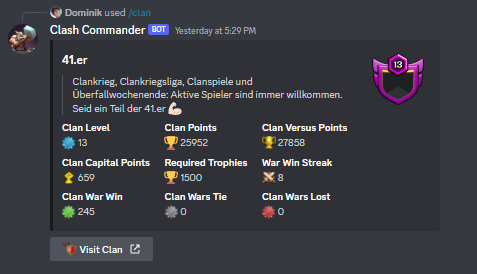 Dominik used /clan
Clash Commander BOT Yesterday at 5:29 PM
41.er
13
Clankrieg, Clankriegsliga, Clanspiele und
Überfallwochenende: Aktive Spieler sind immer willkommen.
Seid ein Teil der 41.er 💪🏻
Clan Level Clan Points Clan Versus Points
13 25952 27858
Clan Capital Points Required Trophies War Win Streak
659 1500 8
Clan War Win Clan Wars Tie Clan Wars Lost
245 0 0
Visit Clan